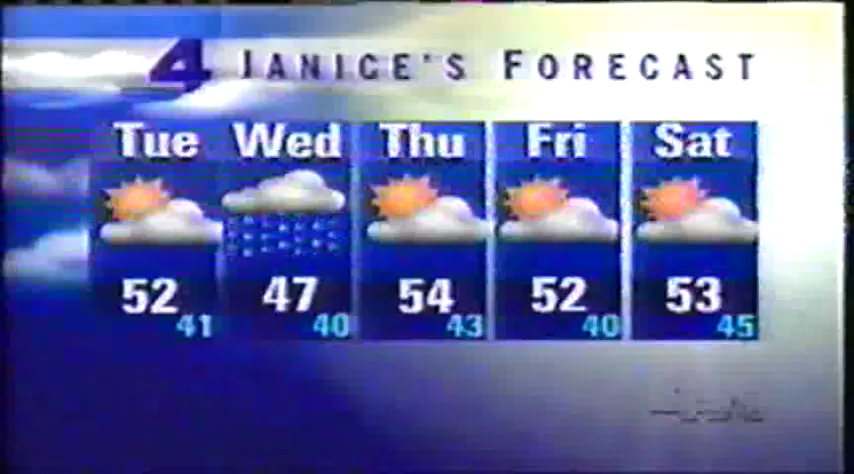 4 JANICE'S FORECAST
Tue Wed Thu Fri Sat
52 47 54 52 53
41 40 43 40 45